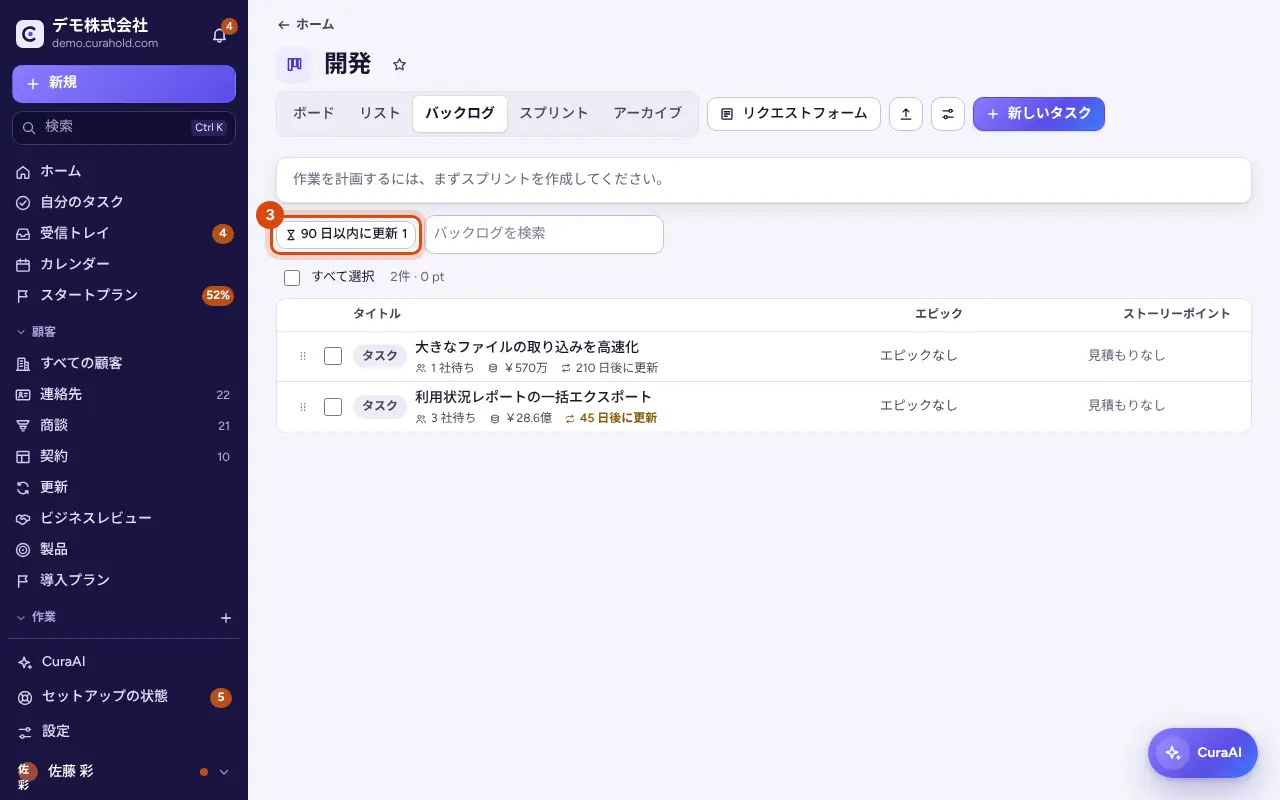 デモ株式会社
demo.curahold.com
4
新規
検索
Ctrl K
ホーム
自分のタスク
受信トレイ
4
カレンダー
スタートプラン
52%
顧客
すべての顧客
連絡先
22
商談
21
契約
10
更新
ビジネスレビュー
製品
導入プラン
作業
CuraAI
セットアップの状態
5
設定
佐彩
佐藤 彩
← ホーム
開発
ボード
リスト
バックログ
スプリント
アーカイブ
リクエストフォーム
+ 新しいタスク
作業を計画するには、まずスプリントを作成してください。
3
90 日以内に更新 1
バックログを検索
すべて選択
2件 · 0 pt
タイトル
エピック
ストーリーポイント
タスク
大きなファイルの取り込みを高速化
1 社待ち
¥570万
210 日後に更新
エピックなし
見積もりなし
タスク
利用状況レポートの一括エクスポート
3 社待ち
¥28.6億
45 日後に更新
エピックなし
見積もりなし
CuraAI